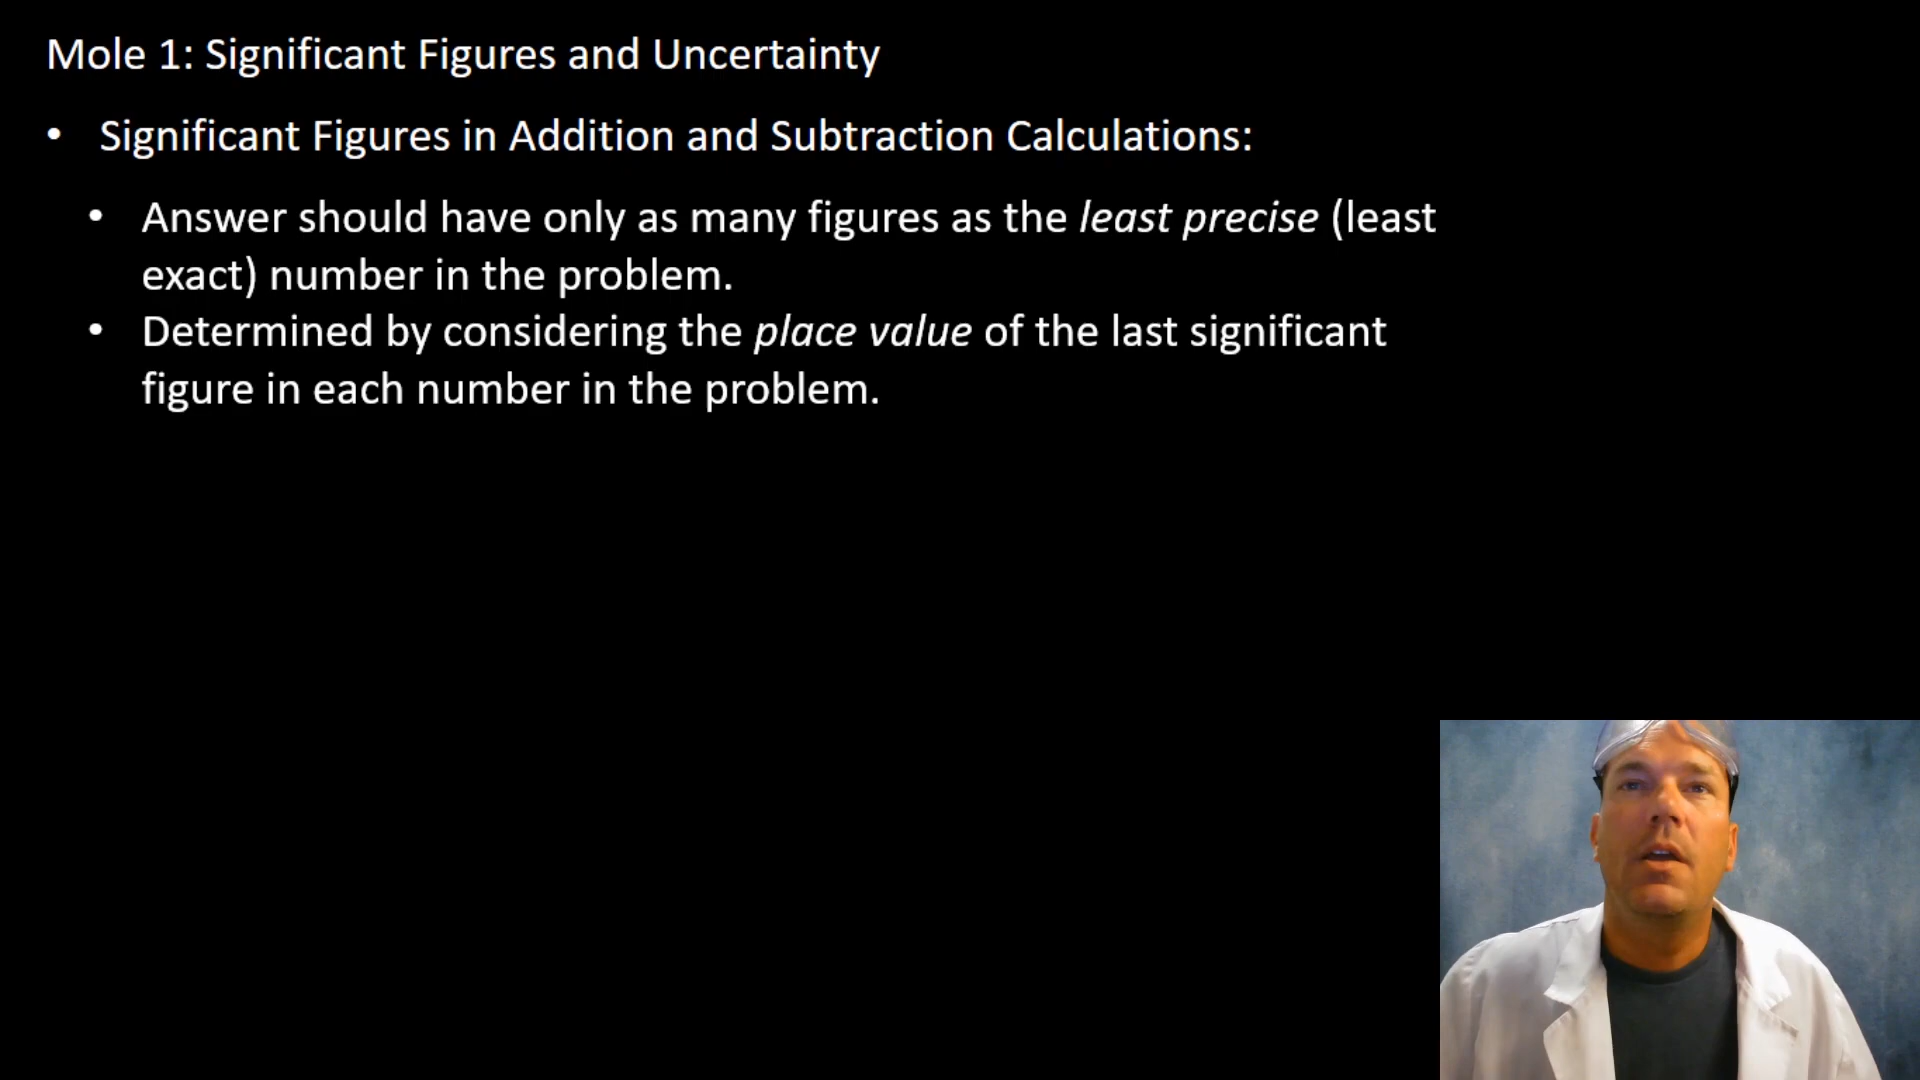 Mole 1: Significant Figures and Uncertainty
• Significant Figures in Addition and Subtraction Calculations:
• Answer should have only as many figures as the least precise (least
exact) number in the problem.
• Determined by considering the place value of the last significant
figure in each number in the problem.